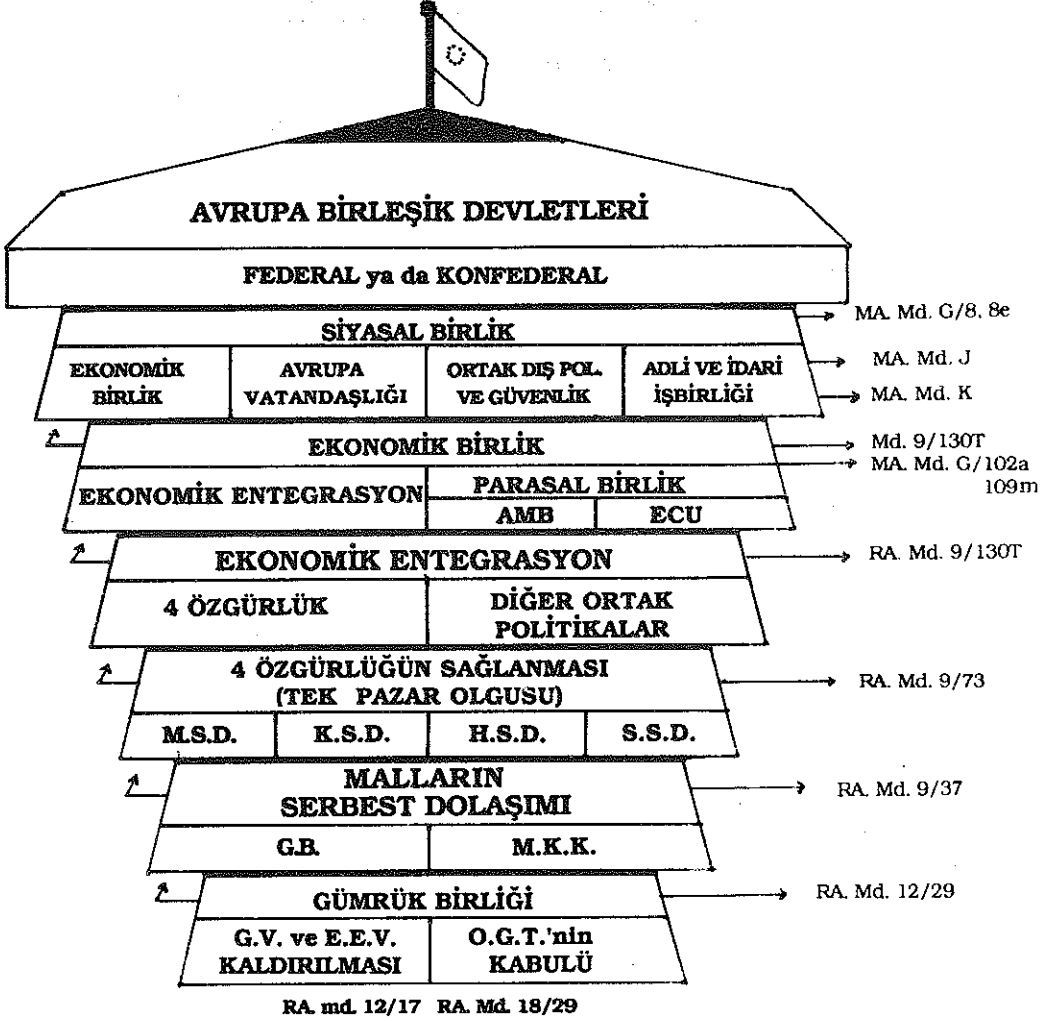 AVRUPA BİRLEŞİK DEVLETLERİ
FEDERAL ya da KONFEDERAL
SİYASAL BİRLİK
MA. Md. G/8, 8e
EKONOMİK
BİRLİK
AVRUPA
VATANDAŞLIĞI
ORTAK DIŞ POL.
VE GÜVENLİK
ADLİ VE İDARİ
İŞBİRLİĞİ
MA. Md. J
MA. Md. K
EKONOMİK BİRLİK
Md. 9/130T
MA. Md. G/102a
109m
EKONOMİK ENTEGRASYON
PARASAL BİRLİK
AMB
ECU
EKONOMİK ENTEGRASYON
RA. Md. 9/130T
4 ÖZGÜRLÜK
DİĞER ORTAK
POLİTİKALAR
4 ÖZGÜRLÜĞÜN SAĞLANMASI
(TEK PAZAR OLGUSU)
RA. Md. 9/73
M.S.D.
K.S.D.
H.S.D.
S.S.D.
MALLARIN
SERBEST DOLAŞIMI
RA. Md. 9/37
G.B.
M.K.K.
GÜMRÜK BİRLİĞİ
RA. Md. 12/29
G.V. ve E.E.V.
KALDIRILMASI
O.G.T.'nin
KABULÜ
RA. md. 12/17 RA. Md. 18/29